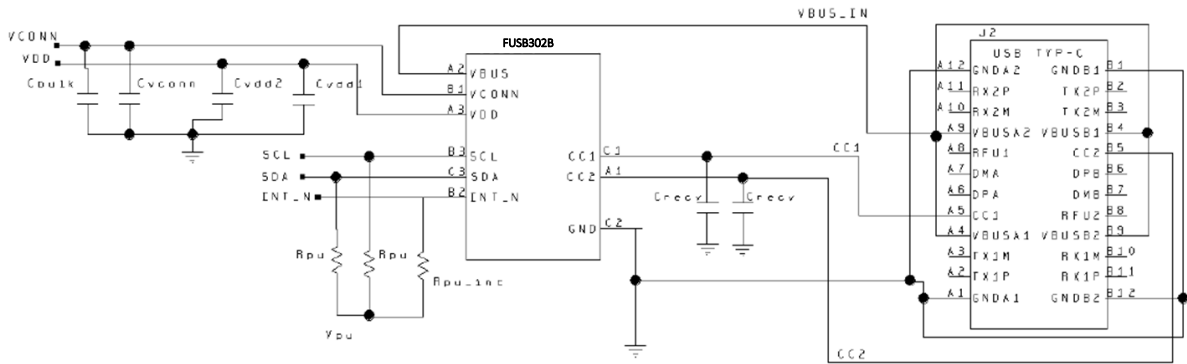 VBUS_IN
VCONN
VDD
Cbulk
Cvconn
Cvdd2
Cvdd1
FUSB302B
A2 VBUS
B1 VCONN
A3 VDD
SCL B3 SCL
SDA C3 SDA
INT_N B2 INT_N
CC1 C1
CC2 A1
GND C2
Rpu
Rpu
Rpu_int
Vpu
Crecv
Crecv
CC1
CC2
J2
USB TYP-C
A12 GNDA2 GNDB1 B1
A11 RX2P TX2P B2
A10 RX2M TX2M B3
A9 VBUSA2 VBUSB1 B4
A8 RFU1 CC2 B5
A7 DMA DPB B6
A6 DPA DMB B7
A5 CC1 RFU2 B8
A4 VBUSA1 VBUSB2 B9
A3 TX1M RX1M B10
A2 TX1P RX1P B11
A1 GNDA1 GNDB2 B12